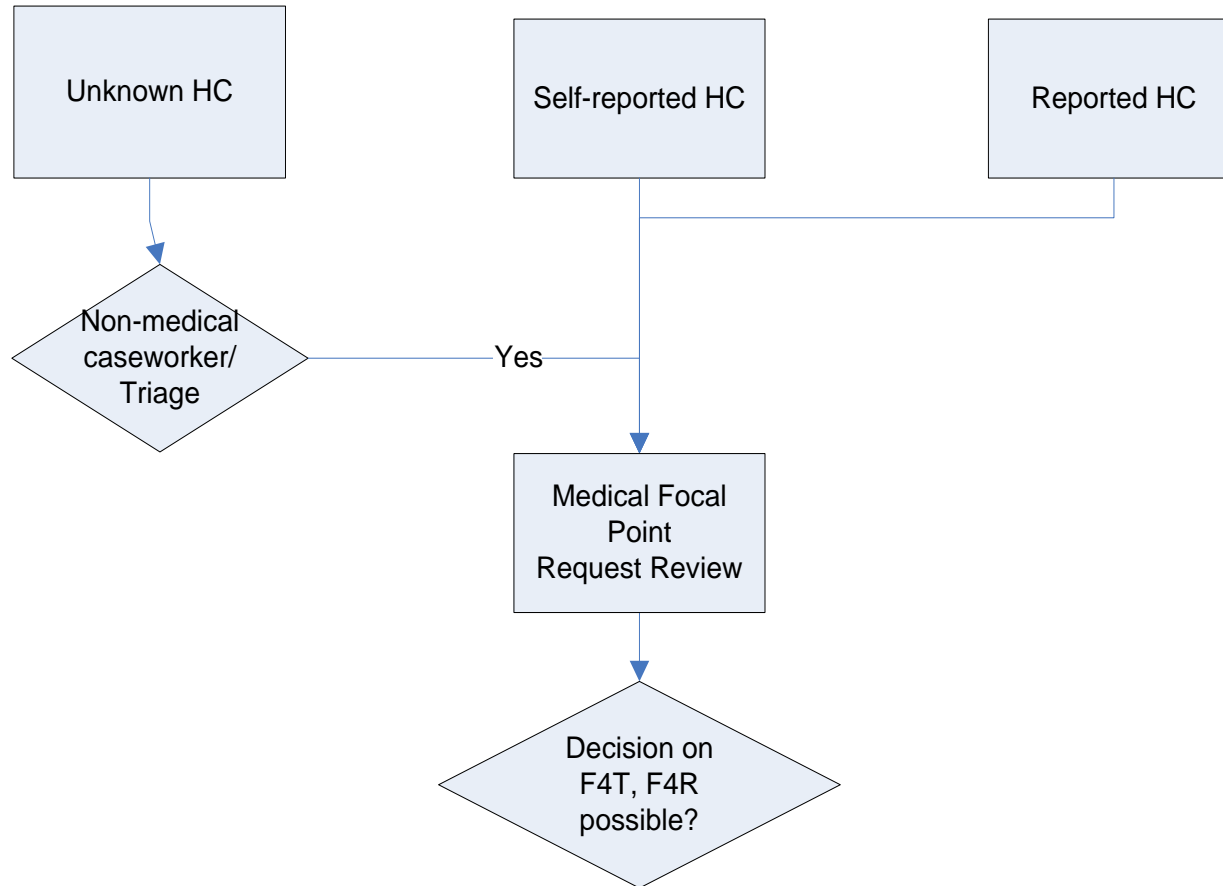 Unknown HC
Self-reported HC
Reported HC
Non-medical
caseworker/
Triage
Yes
Medical Focal
Point
Request Review
Decision on
F4T, F4R
possible?